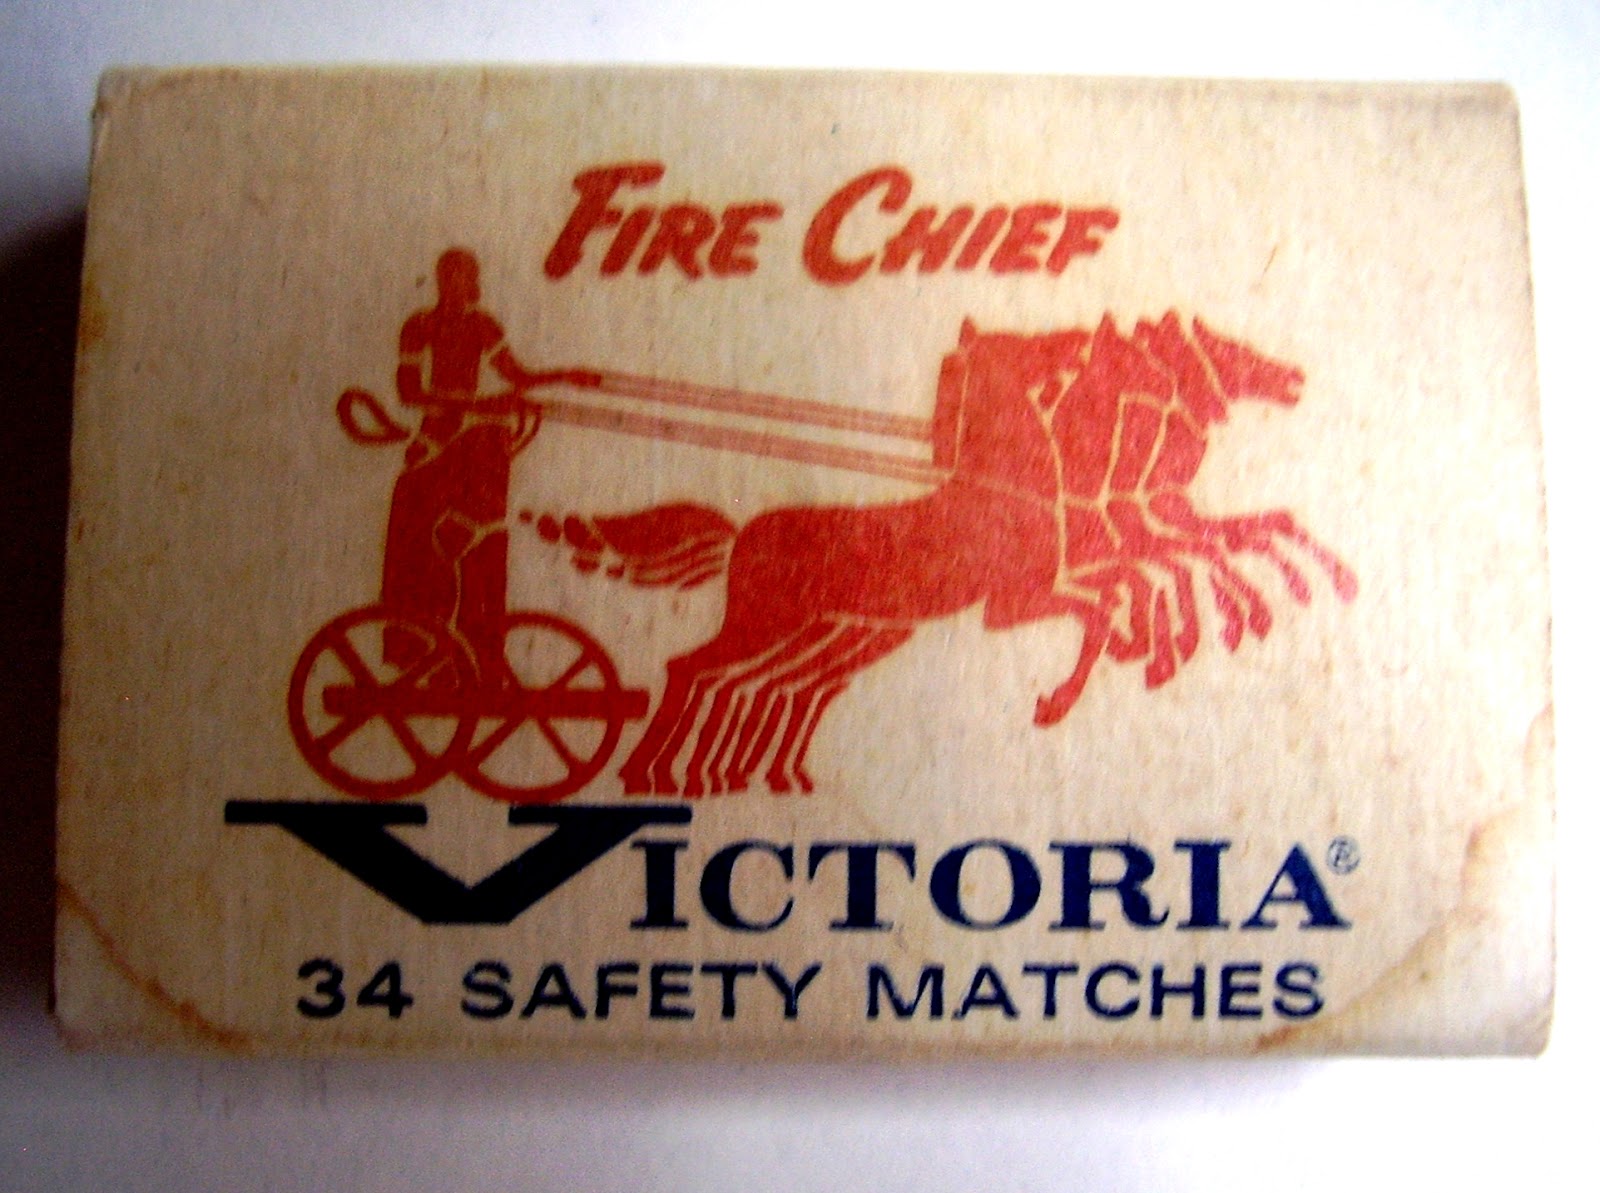 FIRE CHIEF
VICTORIA®
34 SAFETY MATCHES